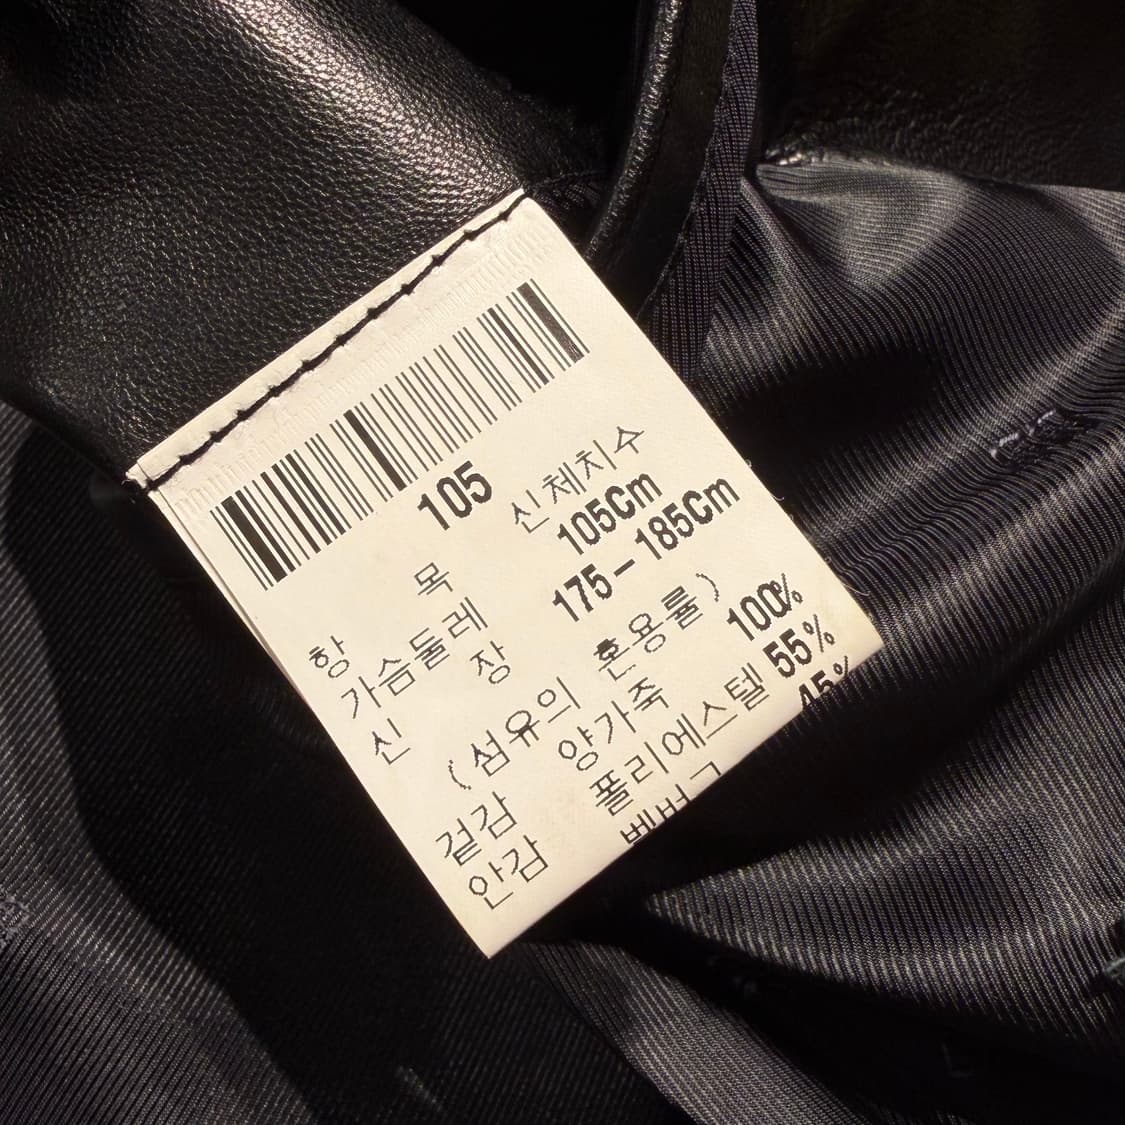 105
항 목 신체치수
가슴둘레 105Cm
신 장 175-185Cm
(섬유의 혼용률)
겉감 양가죽 100%
안감 폴리에스텔 55%
45%